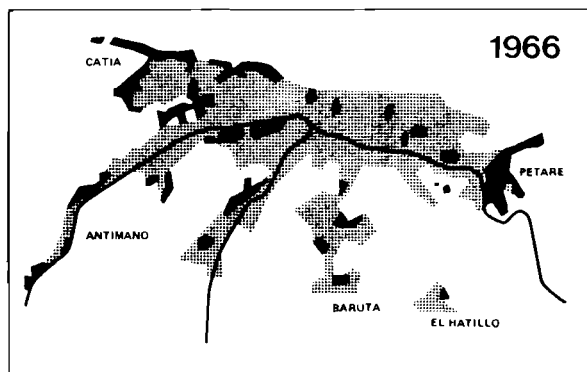 1966
CATIA
PETARE
ANTIMANO
BARUTA
EL HATILLO